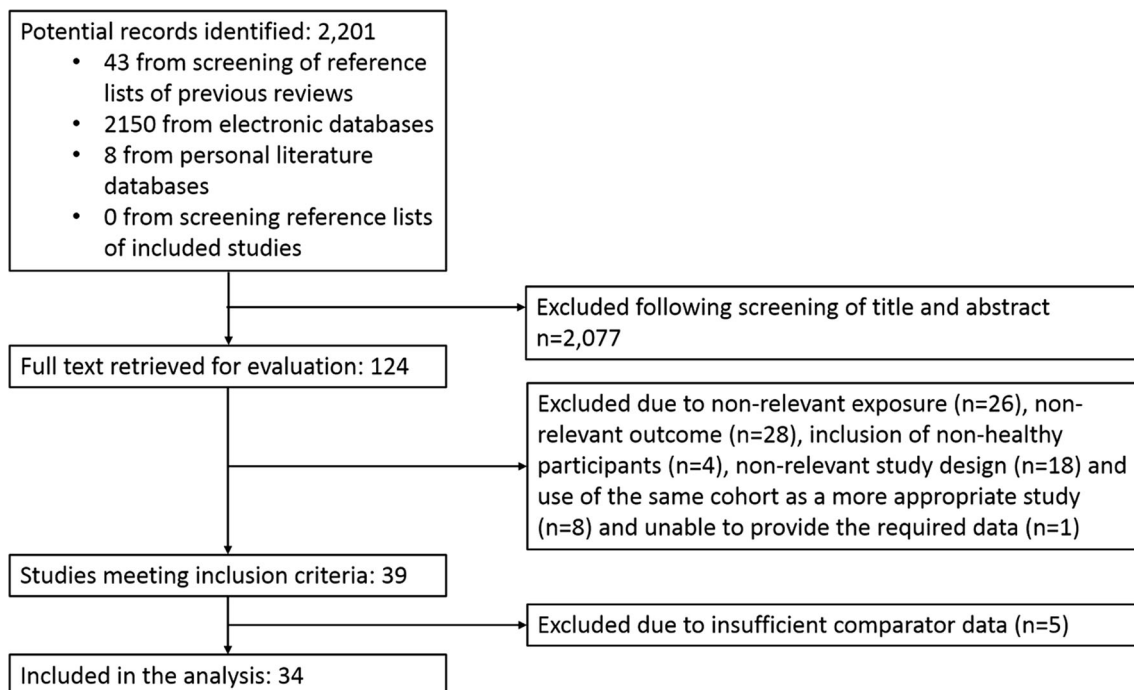 Potential records identified: 2,201
• 43 from screening of reference
lists of previous reviews
• 2150 from electronic databases
• 8 from personal literature
databases
• 0 from screening reference lists
of included studies
Excluded following screening of title and abstract
n=2,077
Full text retrieved for evaluation: 124
Excluded due to non-relevant exposure (n=26), non-
relevant outcome (n=28), inclusion of non-healthy
participants (n=4), non-relevant study design (n=18) and
use of the same cohort as a more appropriate study
(n=8) and unable to provide the required data (n=1)
Studies meeting inclusion criteria: 39
Excluded due to insufficient comparator data (n=5)
Included in the analysis: 34